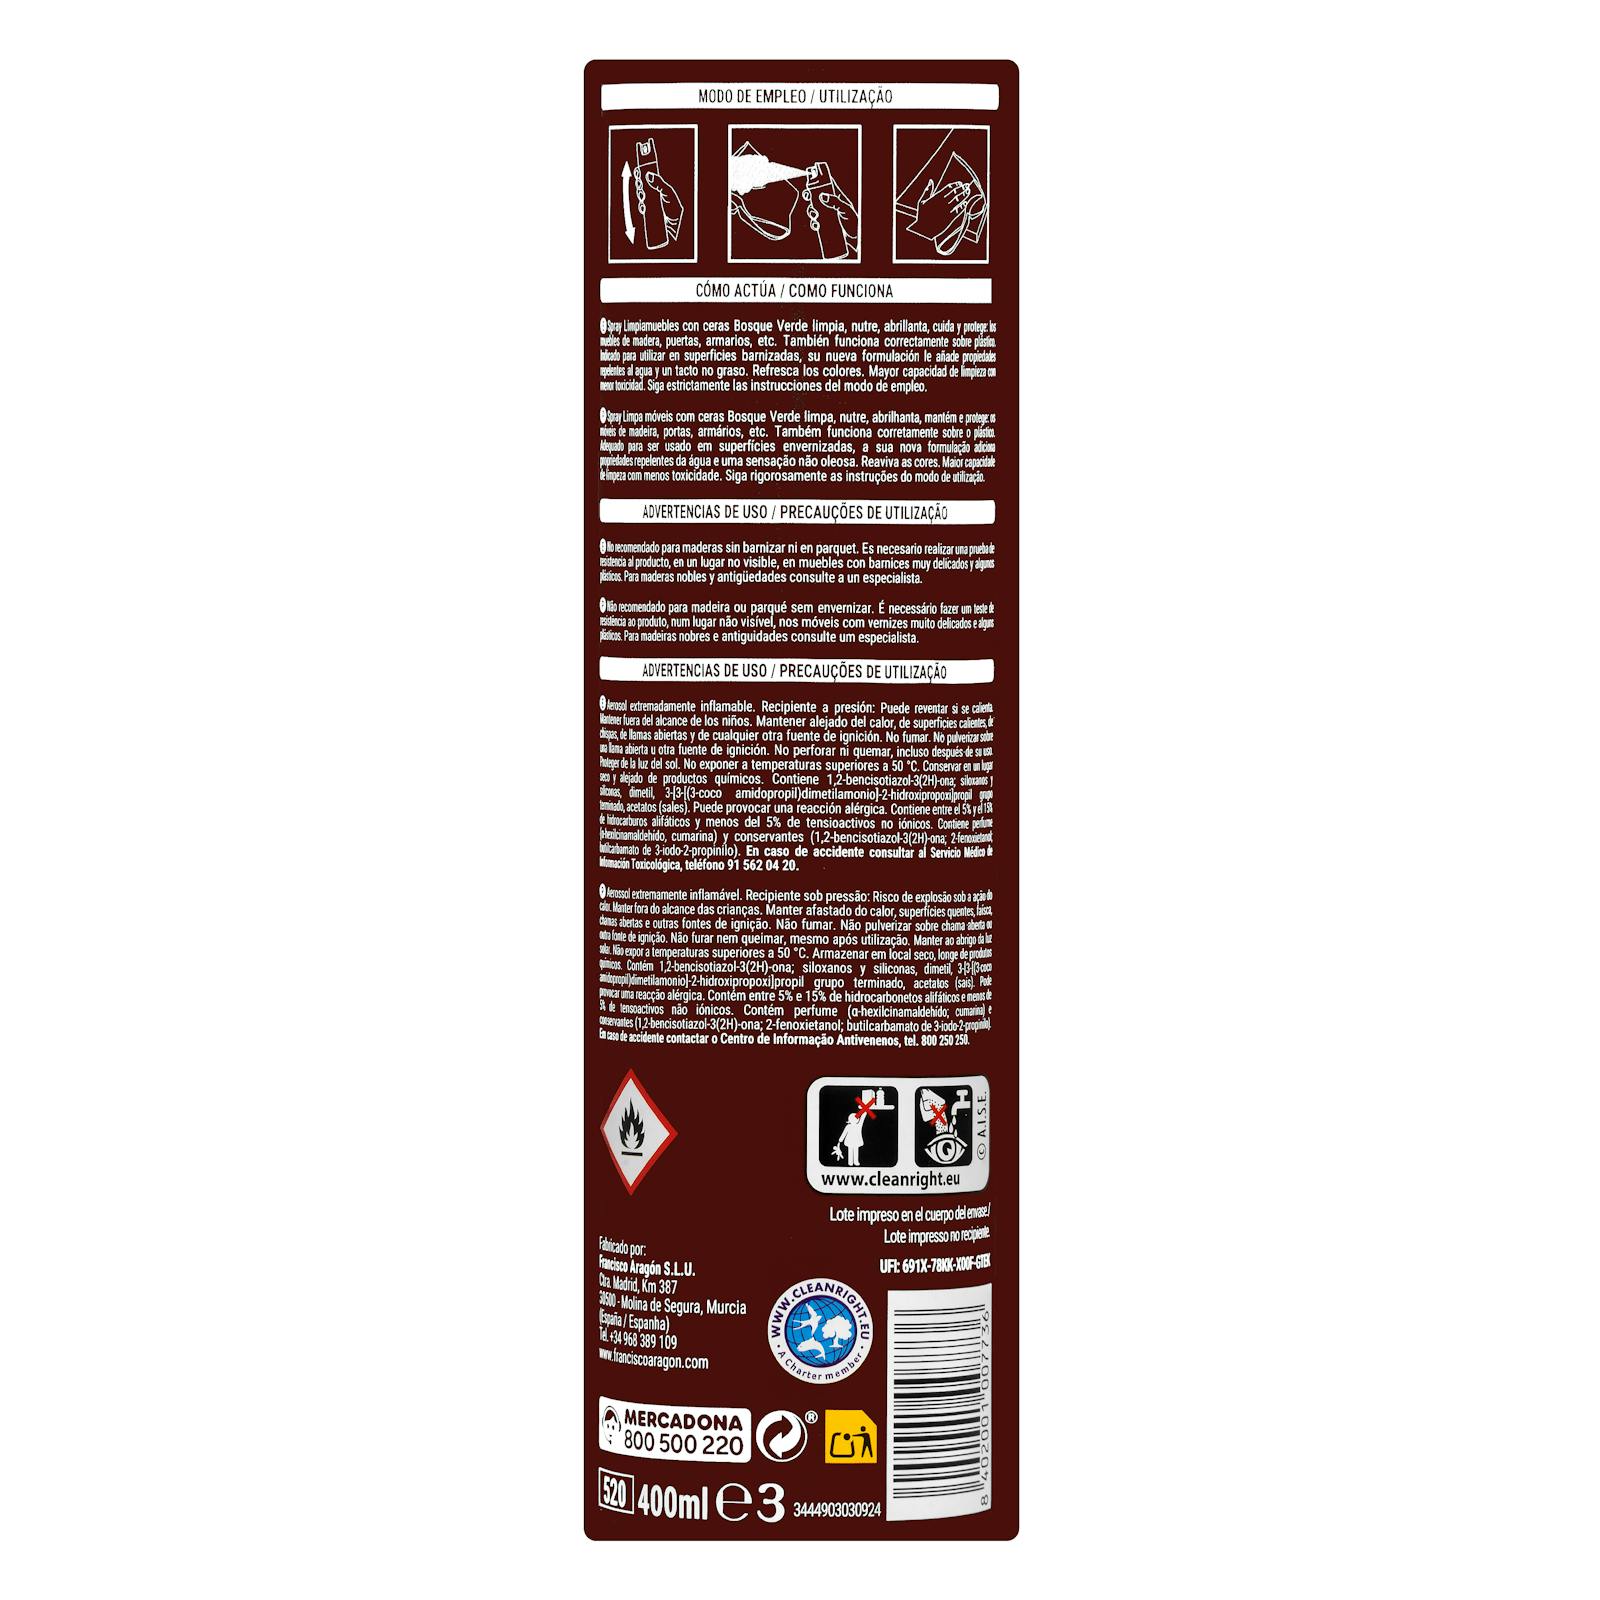 MODO DE EMPLEO / UTILIZAÇÃO
CÓMO ACTÚA / COMO FUNCIONA
Spray Limpiamuebles con ceras Bosque Verde limpia, nutre, abrillanta, cuida y protege: los
muebles de madera, puertas, armarios, etc. También funciona correctamente sobre plástico.
Indicado para utilizar en superficies barnizadas, su nueva formulación le añade propiedades
repelentes al agua y un tacto no graso. Refresca los colores. Mayor capacidad de limpieza con
menor toxicidad. Siga estrictamente las instrucciones del modo de empleo.
Spray Limpa móveis com ceras Bosque Verde limpa, nutre, abrilhanta, mantém e protege: os
móveis de madeira, portas, armários, etc. Também funciona corretamente sobre o plástico.
Adequado para ser usado em superfícies envernizadas, a sua nova formulação adiciona
propriedades repelentes da água e uma sensação não oleosa. Reaviva as cores. Maior capacidade
de limpeza com menos toxicidade. Siga rigorosamente as instruções do modo de utilização.
ADVERTENCIAS DE USO / PRECAUÇÕES DE UTILIZAÇÃO
No recomendado para maderas sin barnizar ni en parquet. Es necesario realizar una prueba de
resistencia al producto, en un lugar no visible, en muebles con barnices muy delicados y algunos
plásticos. Para maderas nobles y antigüedades consulte a un especialista.
Não recomendado para madeira ou parqué sem envernizar. É necessário fazer um teste de
resistência ao produto, num lugar não visível, nos móveis com vernizes muito delicados e alguns
plásticos. Para madeiras nobres e antiguidades consulte um especialista.
ADVERTENCIAS DE USO / PRECAUÇÕES DE UTILIZAÇÃO
Aerosol extremadamente inflamable. Recipiente a presión: Puede reventar si se calienta.
Mantener fuera del alcance de los niños. Mantener alejado del calor, de superficies calientes, de
chispas, de llamas abiertas y de cualquier otra fuente de ignición. No fumar. No pulverizar sobre
una llama abierta u otra fuente de ignición. No perforar ni quemar, incluso después de su uso.
Proteger de la luz del sol. No exponer a temperaturas superiores a 50 °C. Conservar en un lugar
seco y alejado de productos químicos. Contiene 1,2-bencisotiazol-3(2H)-ona; siloxanos y
siliconas, dimetil, 3-[3-[(3-coco amidopropil)dimetilamonio]-2-hidroxipropoxi]propil grupo
terminado, acetatos (sales). Puede provocar una reacción alérgica. Contiene entre el 5% y el 15%
de hidrocarburos alifáticos y menos del 5% de tensioactivos no iónicos. Contiene perfume
(α-hexilcinamaldehído, cumarina) y conservantes (1,2-bencisotiazol-3(2H)-ona; 2-fenoxietanol;
butilcarbamato de 3-iodo-2-propinilo). En caso de accidente consultar al Servicio Médico de
Información Toxicológica, teléfono 91 562 04 20.
Aerossol extremamente inflamável. Recipiente sob pressão: Risco de explosão sob a ação do
calor. Manter fora do alcance das crianças. Manter afastado do calor, superfícies quentes, faísca,
chamas abertas e outras fontes de ignição. Não fumar. Não pulverizar sobre chama aberta ou
outra fonte de ignição. Não furar nem queimar, mesmo após utilização. Manter ao abrigo da luz
solar. Não expor a temperaturas superiores a 50 °C. Armazenar em local seco, longe de produtos
químicos. Contém 1,2-bencisotiazol-3(2H)-ona; siloxanos y siliconas, dimetil, 3-[3-[(3-coco
amidopropil)dimetilamonio]-2-hidroxipropoxi]propil grupo terminado, acetatos (sais). Pode
provocar uma reacção alérgica. Contém entre 5% e 15% de hidrocarbonetos alifáticos e menos de
5% de tensoactivos não iónicos. Contém perfume (α-hexilcinamaldehído; cumarina) e
conservantes (1,2-bencisotiazol-3(2H)-ona; 2-fenoxietanol; butilcarbamato de 3-iodo-2-propinilo).
Em caso de accidente contactar o Centro de Informação Antivenenos, tel. 800 250 250.
© A.I.S.E.
www.cleanright.eu
Lote impreso en el cuerpo del envase/
Lote impresso no recipiente.
UFI: 691X-78KK-X00F-G1EK
Fabricado por:
Francisco Aragón S.L.U.
Ctra. Madrid, Km 387
30500 - Molina de Segura, Murcia
(España / Espanha)
Tel. +34 968 389 109
www.franciscoaragon.com
WWW.CLEANRIGHT.EU
A Charter member
MERCADONA
800 500 220
®
520
400ml e 3
3444903030924
8 402001 007736